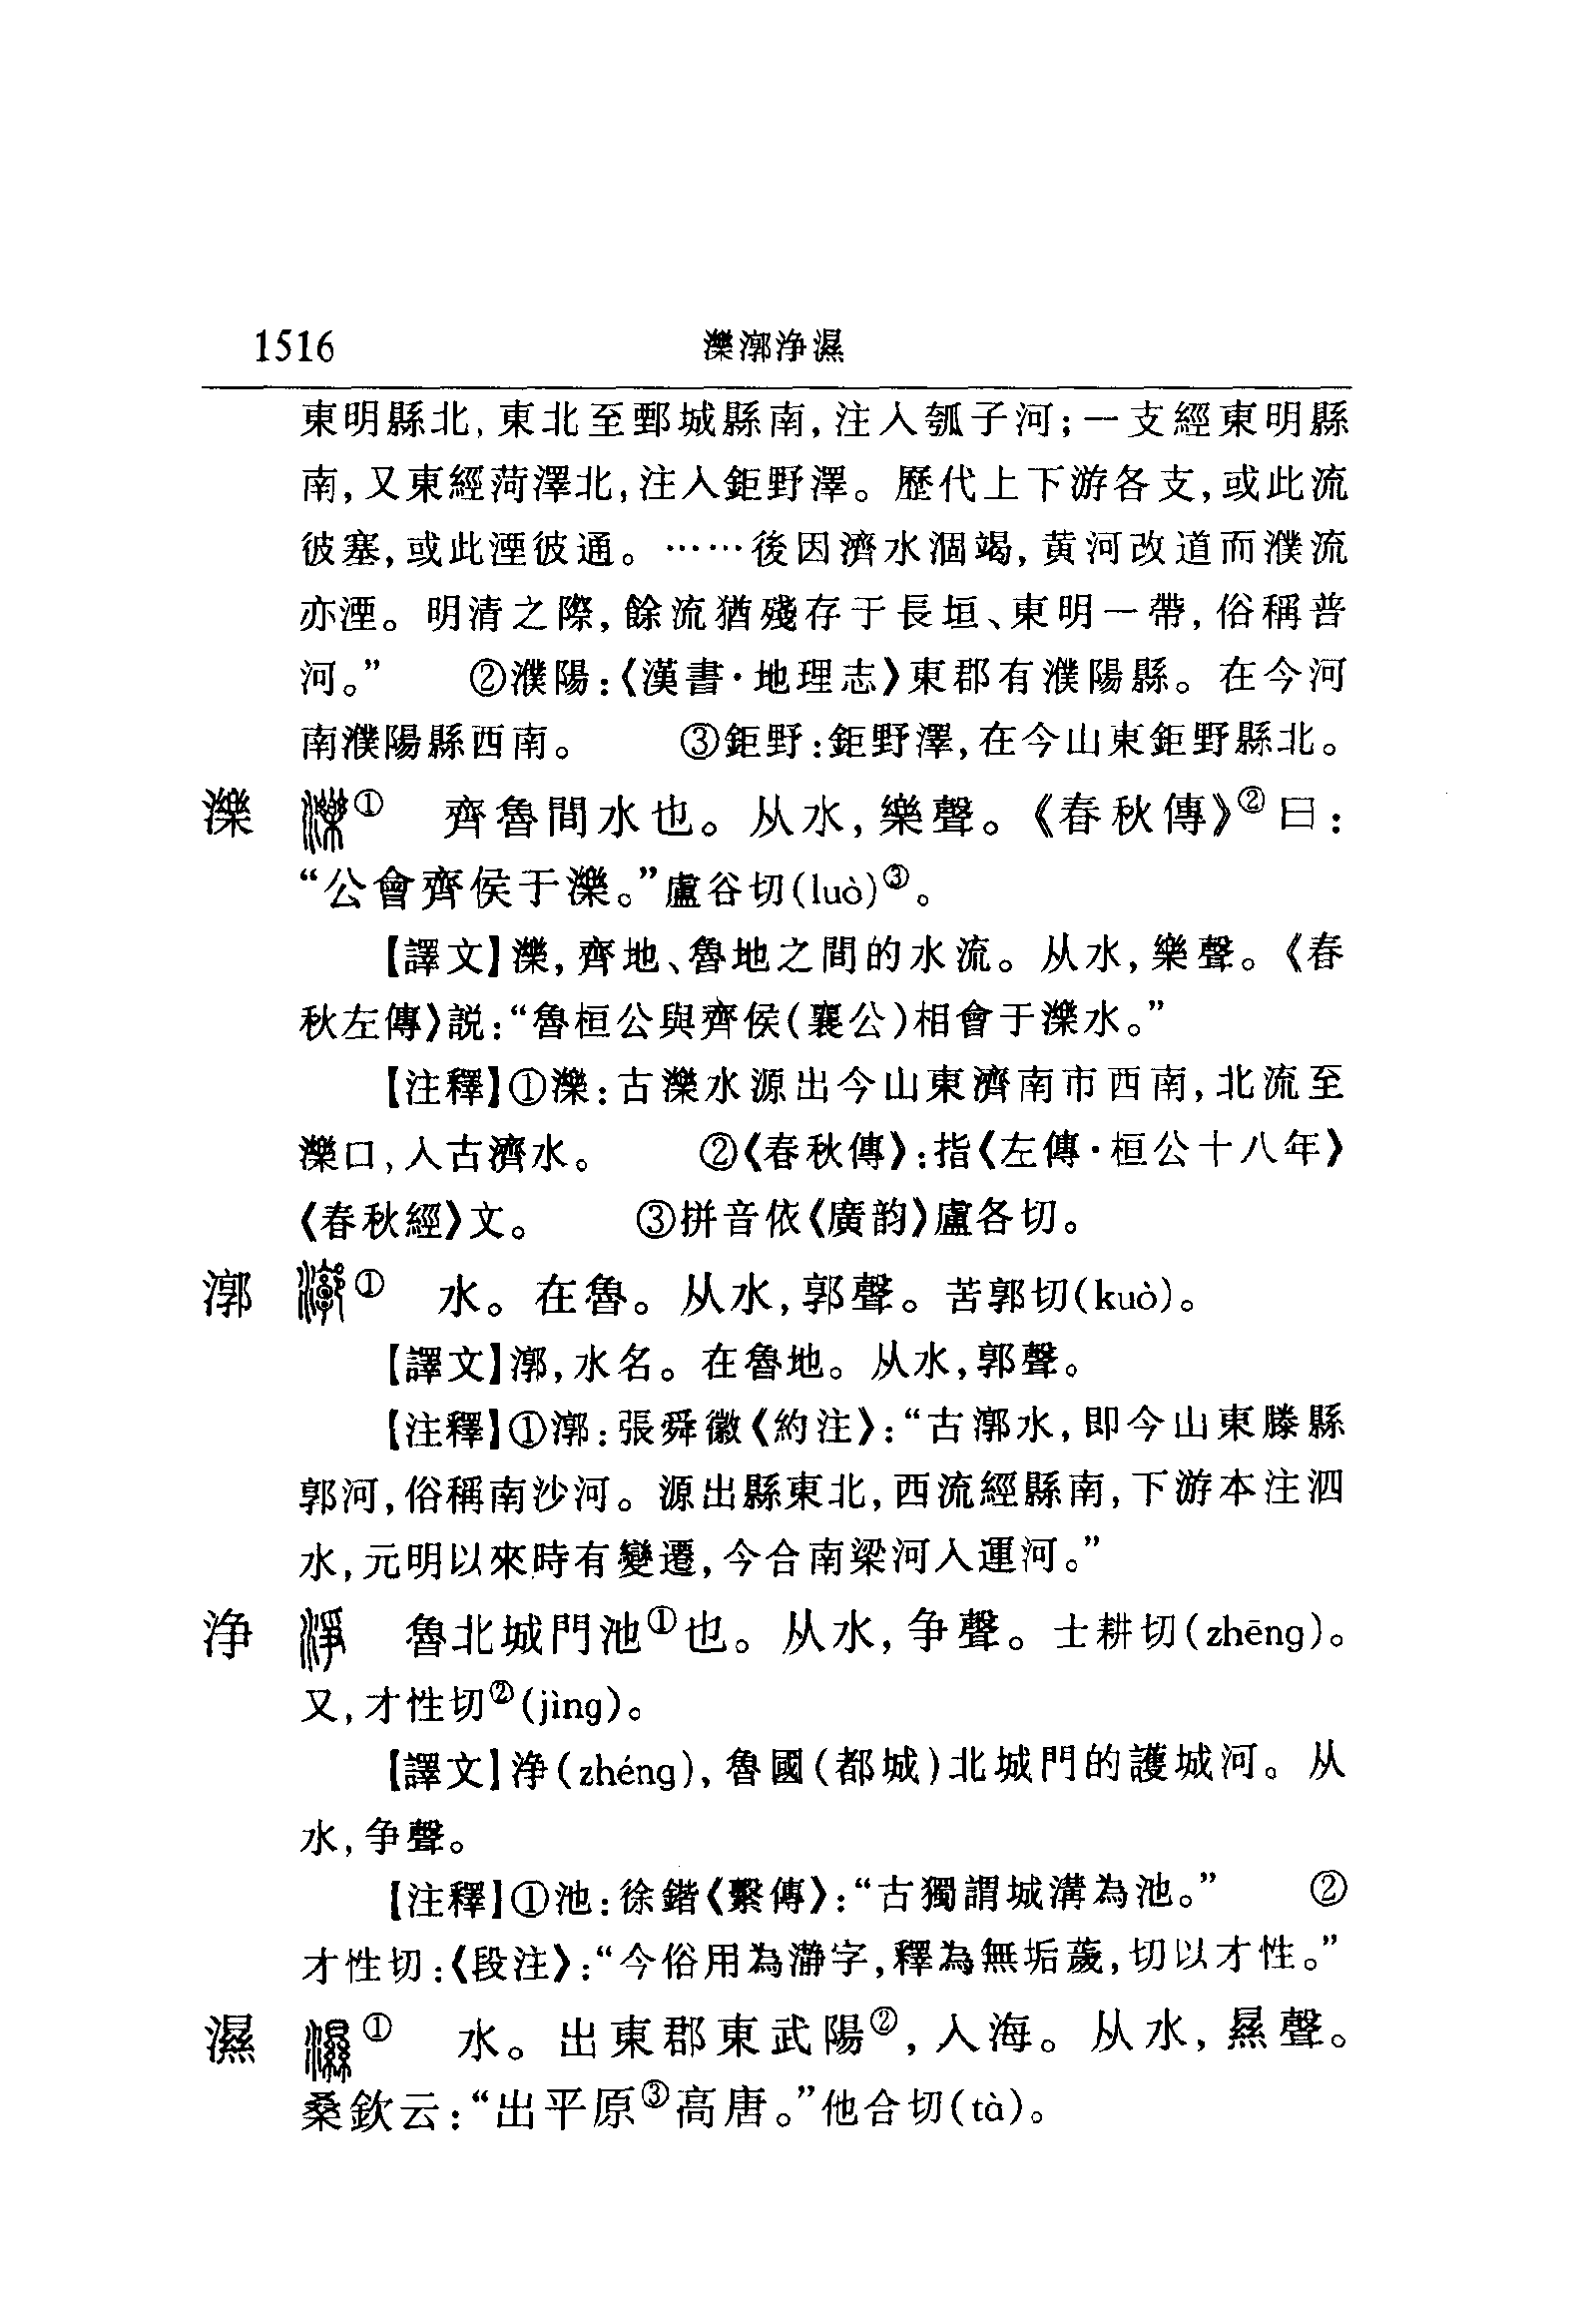 1516
濼漷净濕
東明縣北,東北至鄄城縣南,注入瓠子河;一支經東明縣
南,又東經菏澤北,注入鉅野澤。歷代上下游各支,或此流
彼塞,或此湮彼通。……後因濟水涸竭,黄河改道而濮流
亦湮。明清之際,餘流猶殘存于長垣、東明一帶,俗稱普
河。” ②濮陽:《漢書·地理志》東郡有濮陽縣。在今河
南濮陽縣西南。 ③鉅野:鉅野澤,在今山東鉅野縣北。
濼 濼① 齊魯間水也。从水,樂聲。《春秋傳》②曰:
“公會齊侯于濼。”盧谷切(luò)③。
【譯文】濼,齊地、魯地之間的水流。从水,樂聲。《春
秋左傳》説:“魯桓公與齊侯(襄公)相會于濼水。”
【注釋】①濼:古濼水源出今山東濟南市西南,北流至
濼口,入古濟水。 ②《春秋傳》:指《左傳·桓公十八年》
《春秋經》文。 ③拼音依《廣韵》盧各切。
漷 漷① 水。在魯。从水,郭聲。苦郭切(kuò)。
【譯文】漷,水名。在魯地。从水,郭聲。
【注釋】①漷:張舜徽《約注》:“古漷水,即今山東滕縣
郭河,俗稱南沙河。源出縣東北,西流經縣南,下游本注泗
水,元明以來時有變遷,今合南梁河入運河。”
净 淨 魯北城門池①也。从水,争聲。士耕切(zhēng)。
又,才性切②(jìng)。
【譯文】净(zhéng),魯國(都城)北城門的護城河。从
水,争聲。
【注釋】①池:徐鍇《繫傳》:“古獨謂城溝為池。” ②
才性切:《段注》:“今俗用為瀞字,釋為無垢薉,切以才性。”
濕 濕① 水。出東郡東武陽②,入海。从水,㬎聲。
桑欽云:“出平原③高唐。”他合切(tà)。